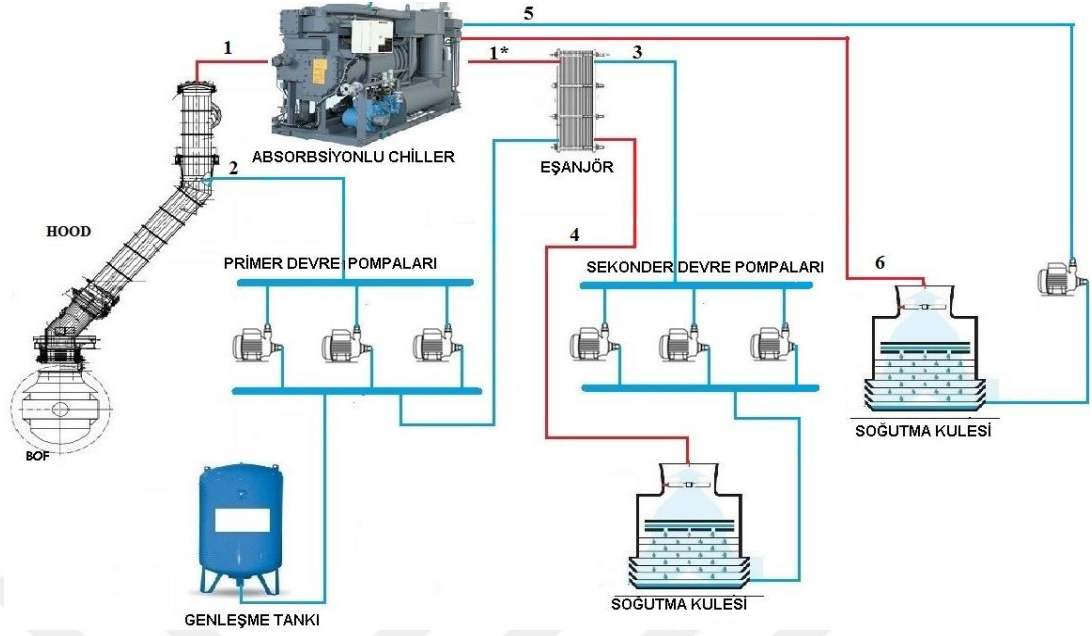 5
1
1*
3
6
ABSORBSİYONLU CHİLLER
EŞANJÖR
2
HOOD
4
PRİMER DEVRE POMPALARI
SEKONDER DEVRE POMPALARI
SOĞUTMA KULESİ
BOF
SOĞUTMA KULESİ
GENLEŞME TANKI